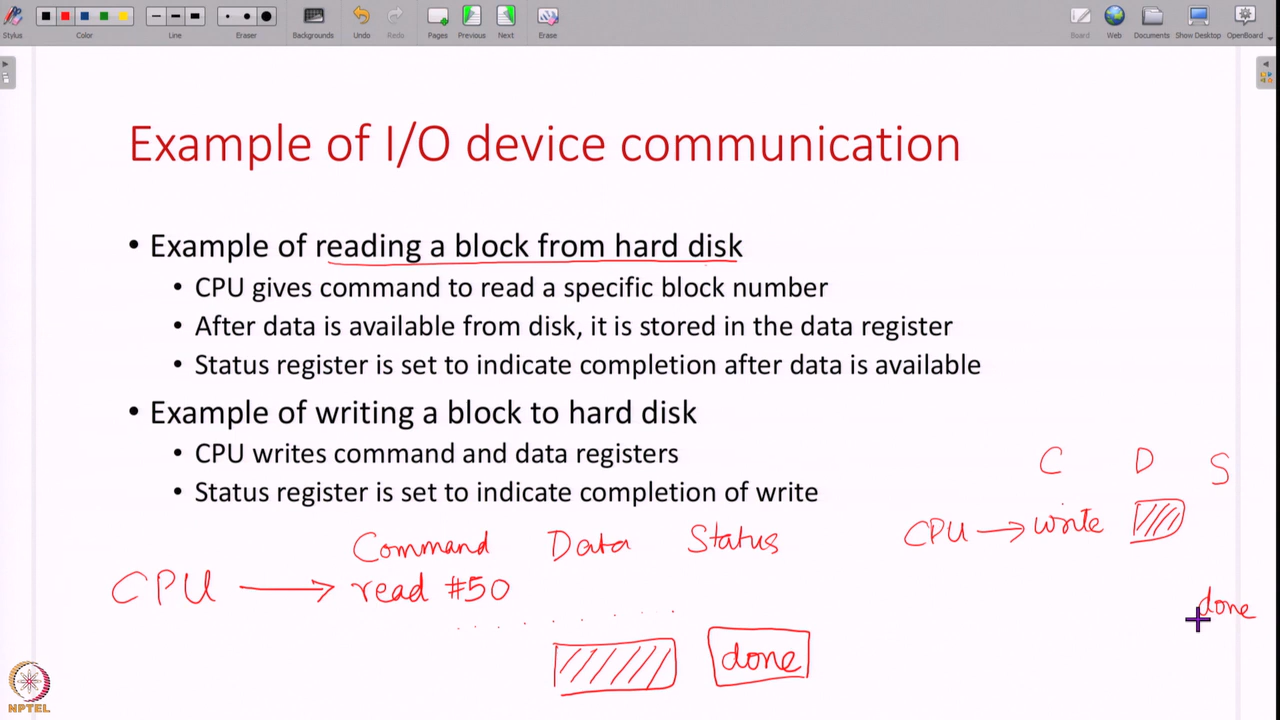 Stylus Color Line Eraser Backgrounds Undo Redo Pages Previous Next Erase Board Web Documents Show Desktop OpenBoard
Example of I/O device communication
• Example of reading a block from hard disk
• CPU gives command to read a specific block number
• After data is available from disk, it is stored in the data register
• Status register is set to indicate completion after data is available
• Example of writing a block to hard disk
• CPU writes command and data registers
C D S
• Status register is set to indicate completion of write
CPU → write
Command Data Status
CPU → read #50
done
done
NPTEL